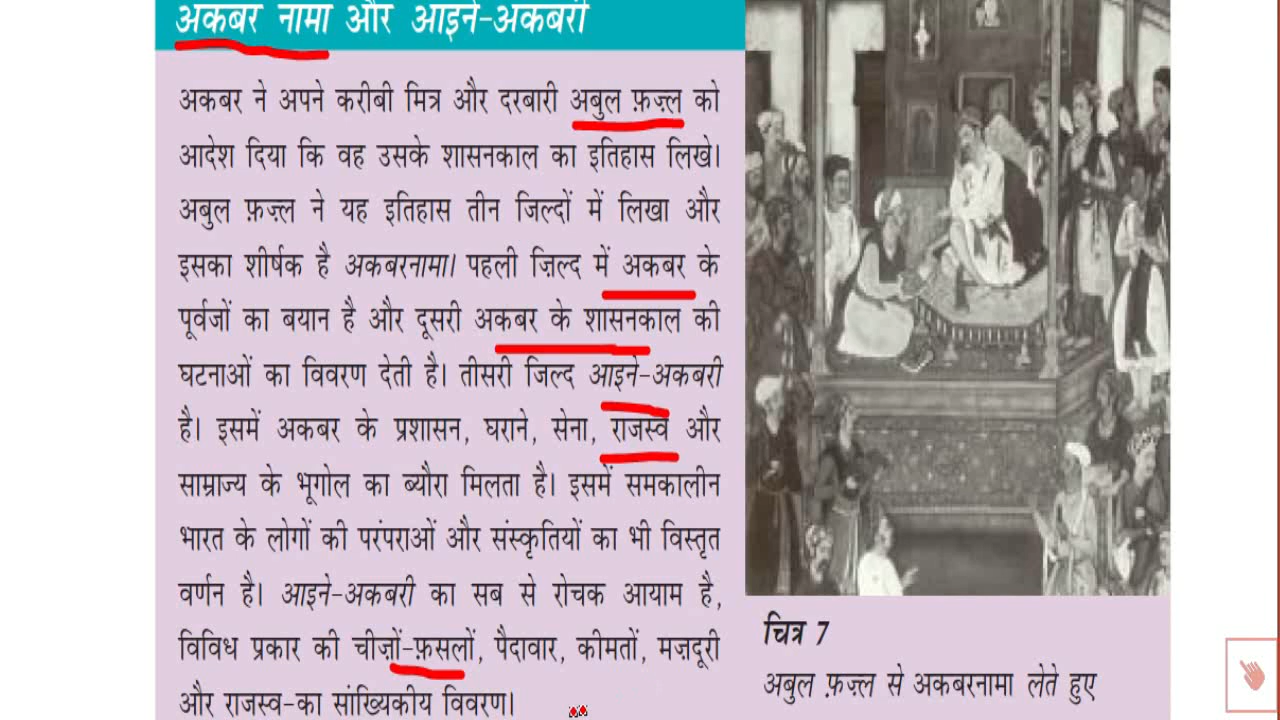 अकबर नामा और आइने-अकबरी
अकबर ने अपने करीबी मित्र और दरबारी अबुल फ़ज़्ल को
आदेश दिया कि वह उसके शासनकाल का इतिहास लिखे।
अबुल फ़ज़्ल ने यह इतिहास तीन जिल्दों में लिखा और
इसका शीर्षक है अकबरनामा। पहली ज़िल्द में अकबर के
पूर्वजों का बयान है और दूसरी अकबर के शासनकाल की
घटनाओं का विवरण देती है। तीसरी जिल्द आइने-अकबरी
है। इसमें अकबर के प्रशासन, घराने, सेना, राजस्व और
साम्राज्य के भूगोल का ब्यौरा मिलता है। इसमें समकालीन
भारत के लोगों की परंपराओं और संस्कृतियों का भी विस्तृत
वर्णन है। आइने-अकबरी का सब से रोचक आयाम है,
विविध प्रकार की चीज़ों-फ़सलों, पैदावार, कीमतों, मज़दूरी
और राजस्व-का सांख्यिकीय विवरण।
चित्र 7
अबुल फ़ज़्ल से अकबरनामा लेते हुए